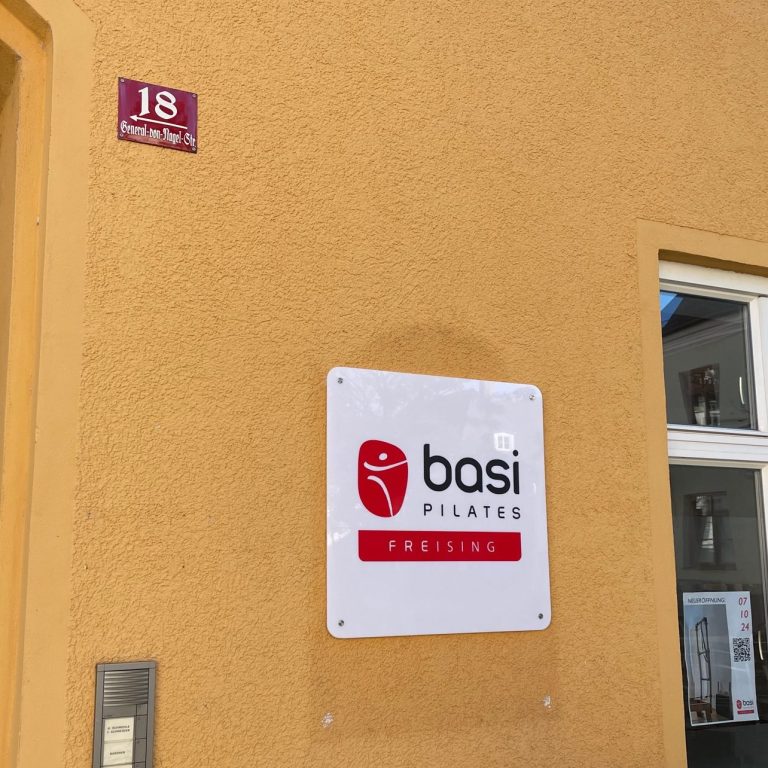 18
General-von-Nagel-Str.
basi
PILATES
FREISING
NEUERÖFFNUNG:
07
10
24
basi